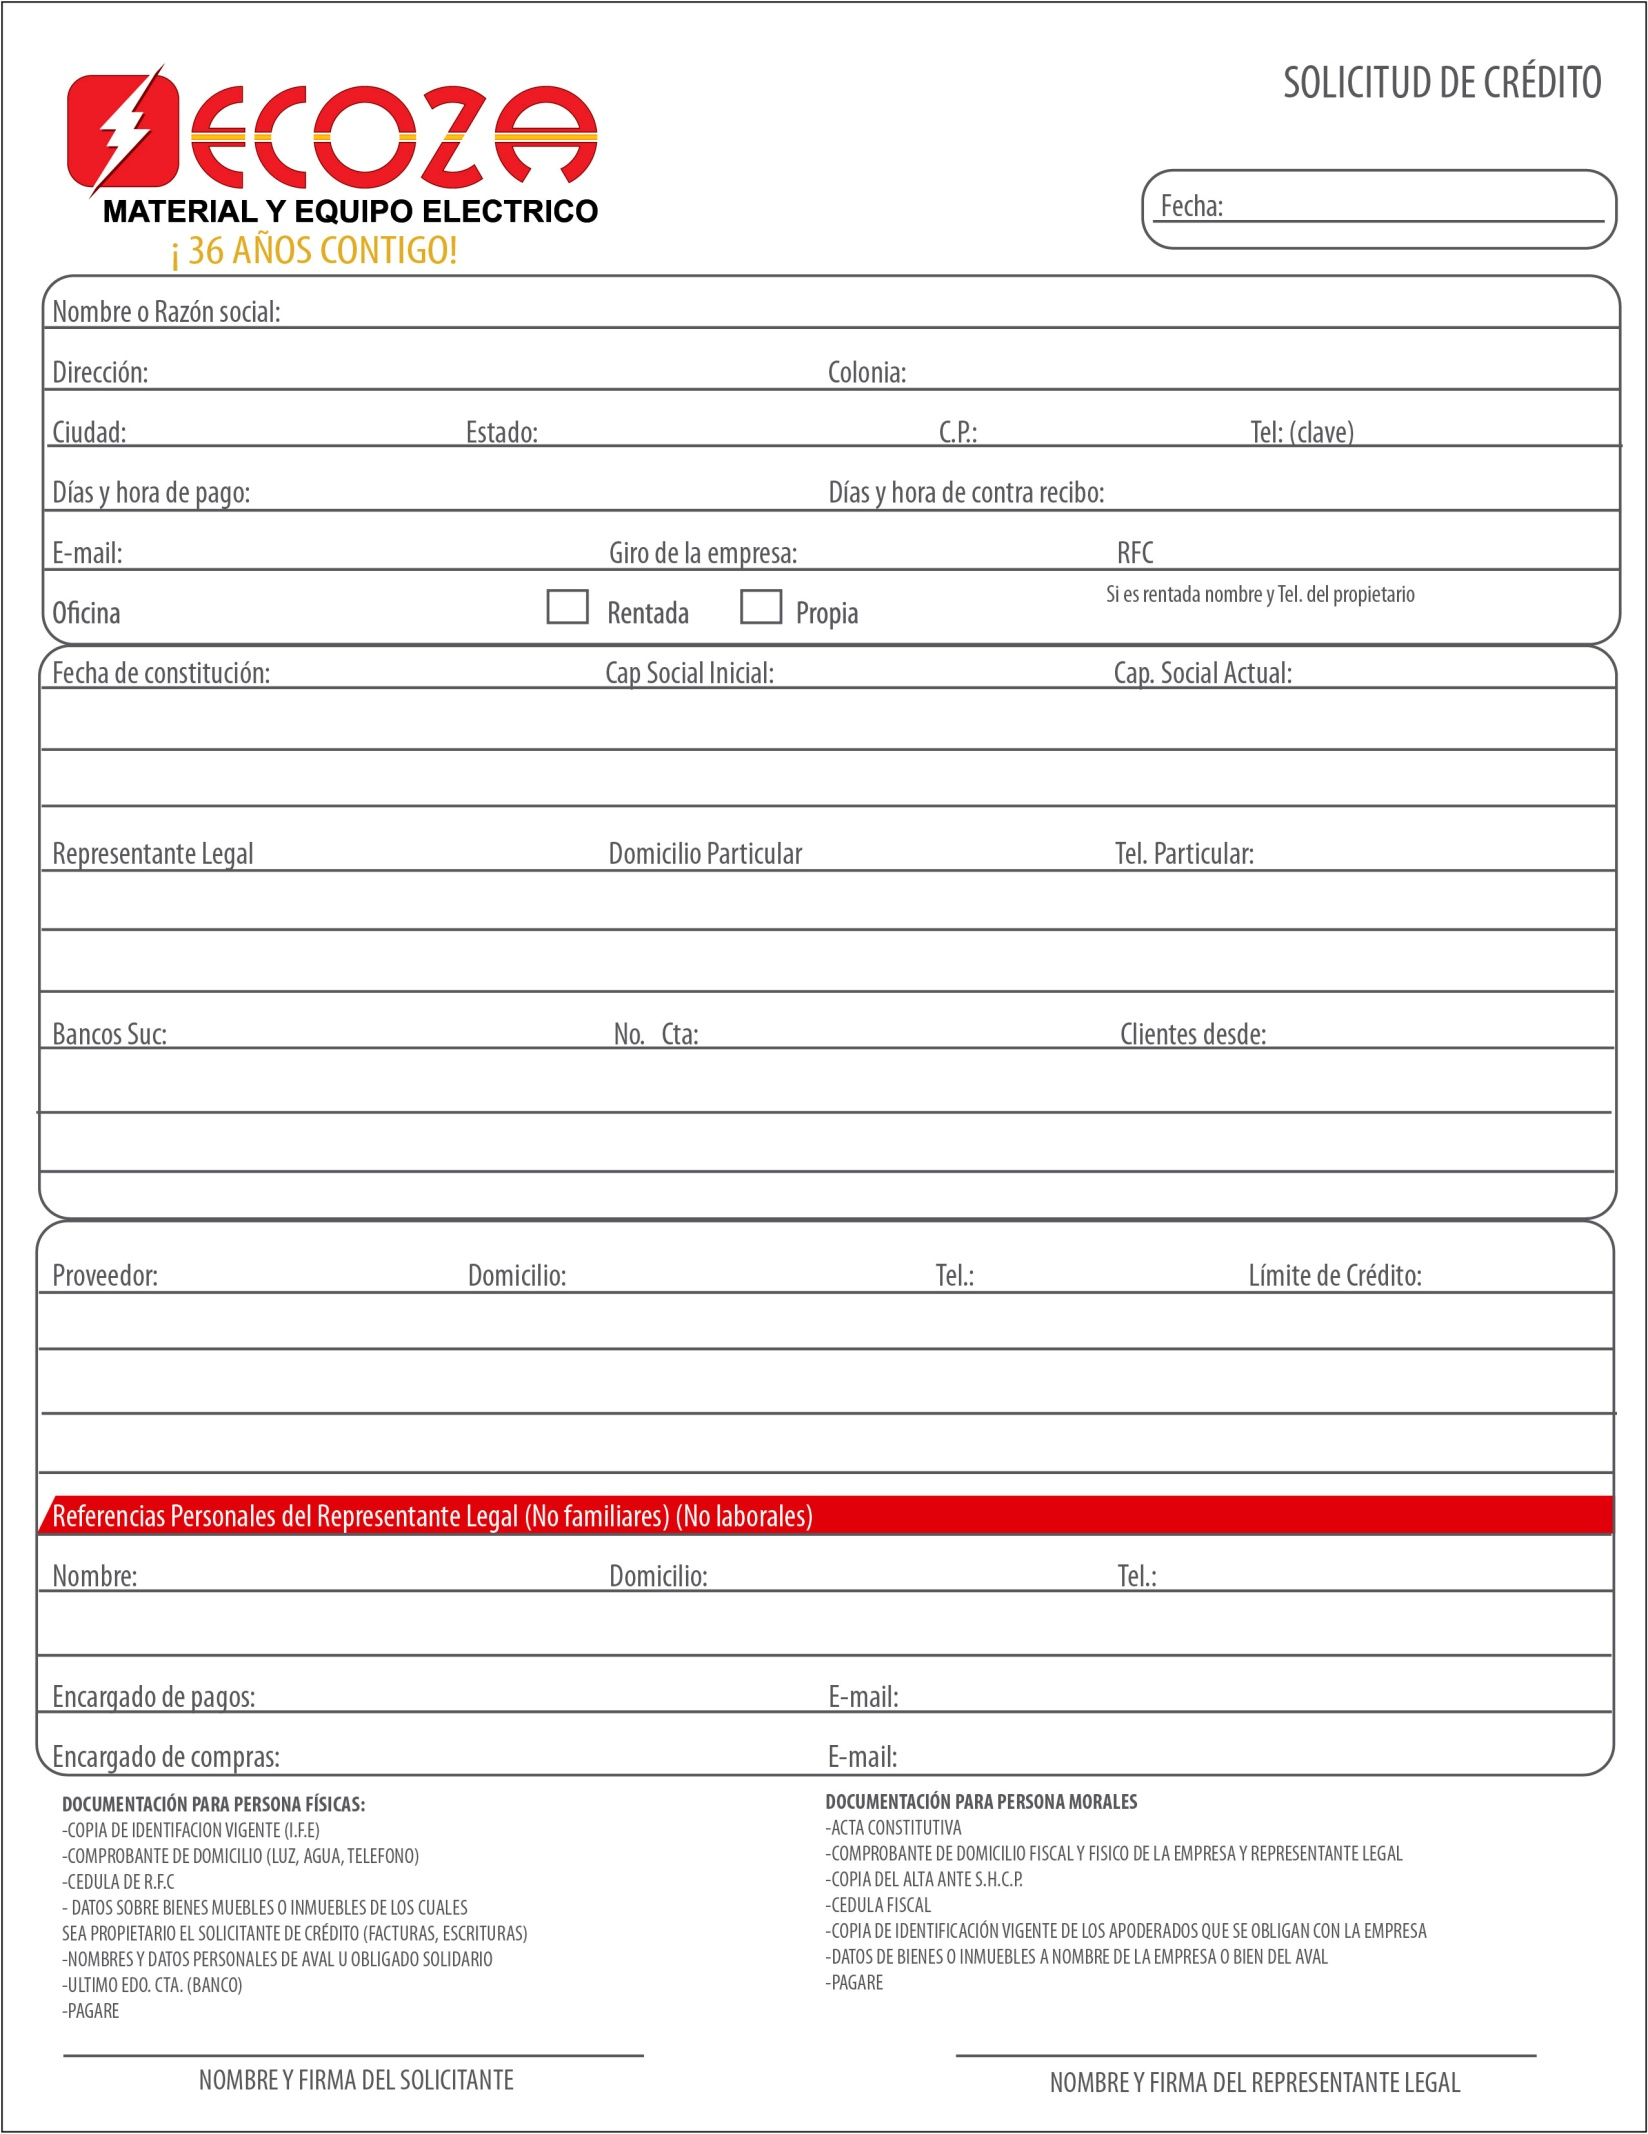 SOLICITUD DE CRÉDITO
ECOZA
MATERIAL Y EQUIPO ELECTRICO
¡ 36 AÑOS CONTIGO!
Fecha:
Nombre o Razón social:
Dirección: Colonia:
Ciudad: Estado: C.P.: Tel: (clave)
Días y hora de pago: Días y hora de contra recibo:
E-mail: Giro de la empresa: RFC
Oficina Rentada Propia Si es rentada nombre y Tel. del propietario
Fecha de constitución: Cap Social Inicial: Cap. Social Actual:
Representante Legal Domicilio Particular Tel. Particular:
Bancos Suc: No. Cta: Clientes desde:
Proveedor: Domicilio: Tel.: Límite de Crédito:
Referencias Personales del Representante Legal (No familiares) (No laborales)
Nombre: Domicilio: Tel.:
Encargado de pagos: E-mail:
Encargado de compras: E-mail:
DOCUMENTACIÓN PARA PERSONA FÍSICAS:
-COPIA DE IDENTIFACION VIGENTE (I.F.E)
-COMPROBANTE DE DOMICILIO (LUZ, AGUA, TELEFONO)
-CEDULA DE R.F.C
- DATOS SOBRE BIENES MUEBLES O INMUEBLES DE LOS CUALES
SEA PROPIETARIO EL SOLICITANTE DE CRÉDITO (FACTURAS, ESCRITURAS)
-NOMBRES Y DATOS PERSONALES DE AVAL U OBLIGADO SOLIDARIO
-ULTIMO EDO. CTA. (BANCO)
-PAGARE
DOCUMENTACIÓN PARA PERSONA MORALES
-ACTA CONSTITUTIVA
-COMPROBANTE DE DOMICILIO FISCAL Y FISICO DE LA EMPRESA Y REPRESENTANTE LEGAL
-COPIA DEL ALTA ANTE S.H.C.P.
-CEDULA FISCAL
-COPIA DE IDENTIFICACIÓN VIGENTE DE LOS APODERADOS QUE SE OBLIGAN CON LA EMPRESA
-DATOS DE BIENES O INMUEBLES A NOMBRE DE LA EMPRESA O BIEN DEL AVAL
-PAGARE
NOMBRE Y FIRMA DEL SOLICITANTE
NOMBRE Y FIRMA DEL REPRESENTANTE LEGAL